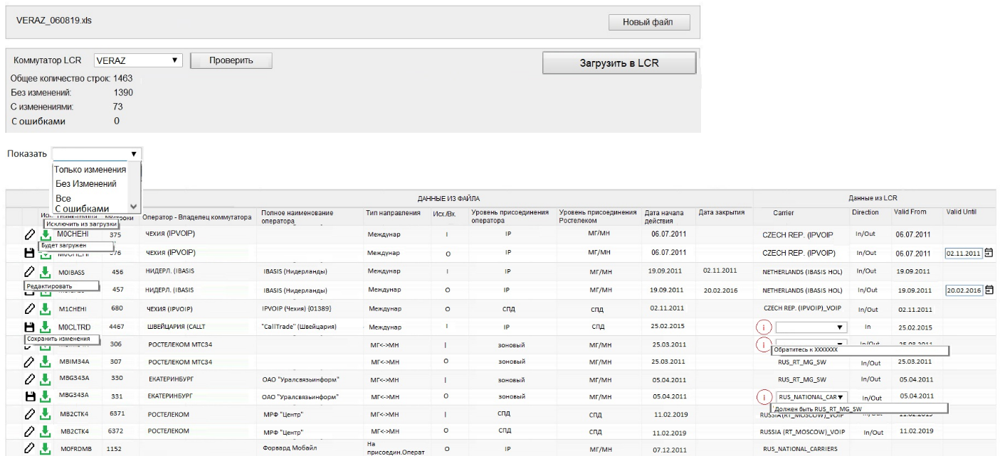 VERAZ_060819.xls Новый файл
Коммутатор LCR VERAZ Проверить Загрузить в LCR
Общее количество строк: 1463
Без изменений: 1390
С изменениями: 73
С ошибками 0
Показать
Только изменения
Без Изменений
Все
С ошибками
ДАННЫЕ ИЗ ФАЙЛА Данные из LCR
Оператор - Владелец коммутатора Полное наименование оператора Тип направления Исх./Вх. Уровень присоединения оператора Уровень присоединения Ростелеком Дата начала действия Дата закрытия Carrier Direction Valid From Valid Until
Исключить из загрузки
M0CHEHI 375 ЧЕХИЯ (IPVOIP) Междунар I IP МГ/МН 06.07.2011 CZECH REP. (IPVOIP In/Out 06.07.2011
Будет загружен
M0CHEHI 376 ЧЕХИЯ (IPVOIP) Междунар O IP МГ/МН 06.07.2011 CZECH REP. (IPVOIP) In/Out 06.07.2011 02.11.2011
M0IBASS 456 НИДЕРЛ. (IBASIS IBASIS (Нидерланды) Междунар I IP МГ/МН 19.09.2011 02.11.2011 NETHERLANDS (IBASIS HOL) In/Out 19.09.2011
Редактировать
457 НИДЕРЛ. (IBASIS IBASIS (Нидерланды) Междунар O IP МГ/МН 19.09.2011 20.02.2016 NETHERLANDS (IBASIS HOL) In/Out 19.09.2011 20.02.2016
M1CHEHI 680 ЧЕХИЯ (IPVOIP) IPVOIP (Чехия) {01389} Междунар O СПД СПД 02.11.2011 CZECH REP. (IPVOIP)_VOIP In/Out 02.11.2011
M0CLTRD 4467 ШВЕЙЦАРИЯ (CALLT "CallTrade" (Швейцария) Междунар I IP СПД 25.02.2015 i In 25.02.2015
Сохранить изменения
306 РОСТЕЛЕКОМ МТС34 МГ<->МН I зоновый МГ/МН 25.03.2011 i In/Out 25.03.2011
Обратитесь к XXXXXXX
MBIM34A 307 РОСТЕЛЕКОМ МТС34 МГ<->МН O зоновый МГ/МН 25.03.2011 RUS_RT_MG_SW In/Out 25.03.2011
MBG343A 330 ЕКАТЕРИНБУРГ ОАО "Уралсвязьинформ" МГ<->МН I зоновый МГ/МН 05.04.2011 RUS_RT_MG_SW In/Out 05.04.2011
MBG343A 331 ЕКАТЕРИНБУРГ ОАО "Уралсвязьинформ" МГ<->МН O зоновый МГ/МН 05.04.2011 i RUS_NATIONAL_CAR In/Out 05.04.2011
Должен быть RUS_RT_MG_SW
MB2CTK4 6371 РОСТЕЛЕКОМ МРФ "Центр" МГ<->МН I СПД СПД 11.02.2019 RUSSIA (RT_MOSCOW)_VOIP In/Out 11.02.2019
MB2CTK4 6372 РОСТЕЛЕКОМ МРФ "Центр" МГ<->МН O СПД СПД 11.02.2019 RUSSIA (RT_MOSCOW)_VOIP In/Out 11.02.2019
M0FRDMB 1152 Форвард Мобайл На присоедин.Операт O IP МГ/МН 07.12.2011 RUS_NATIONAL_CARRIERS